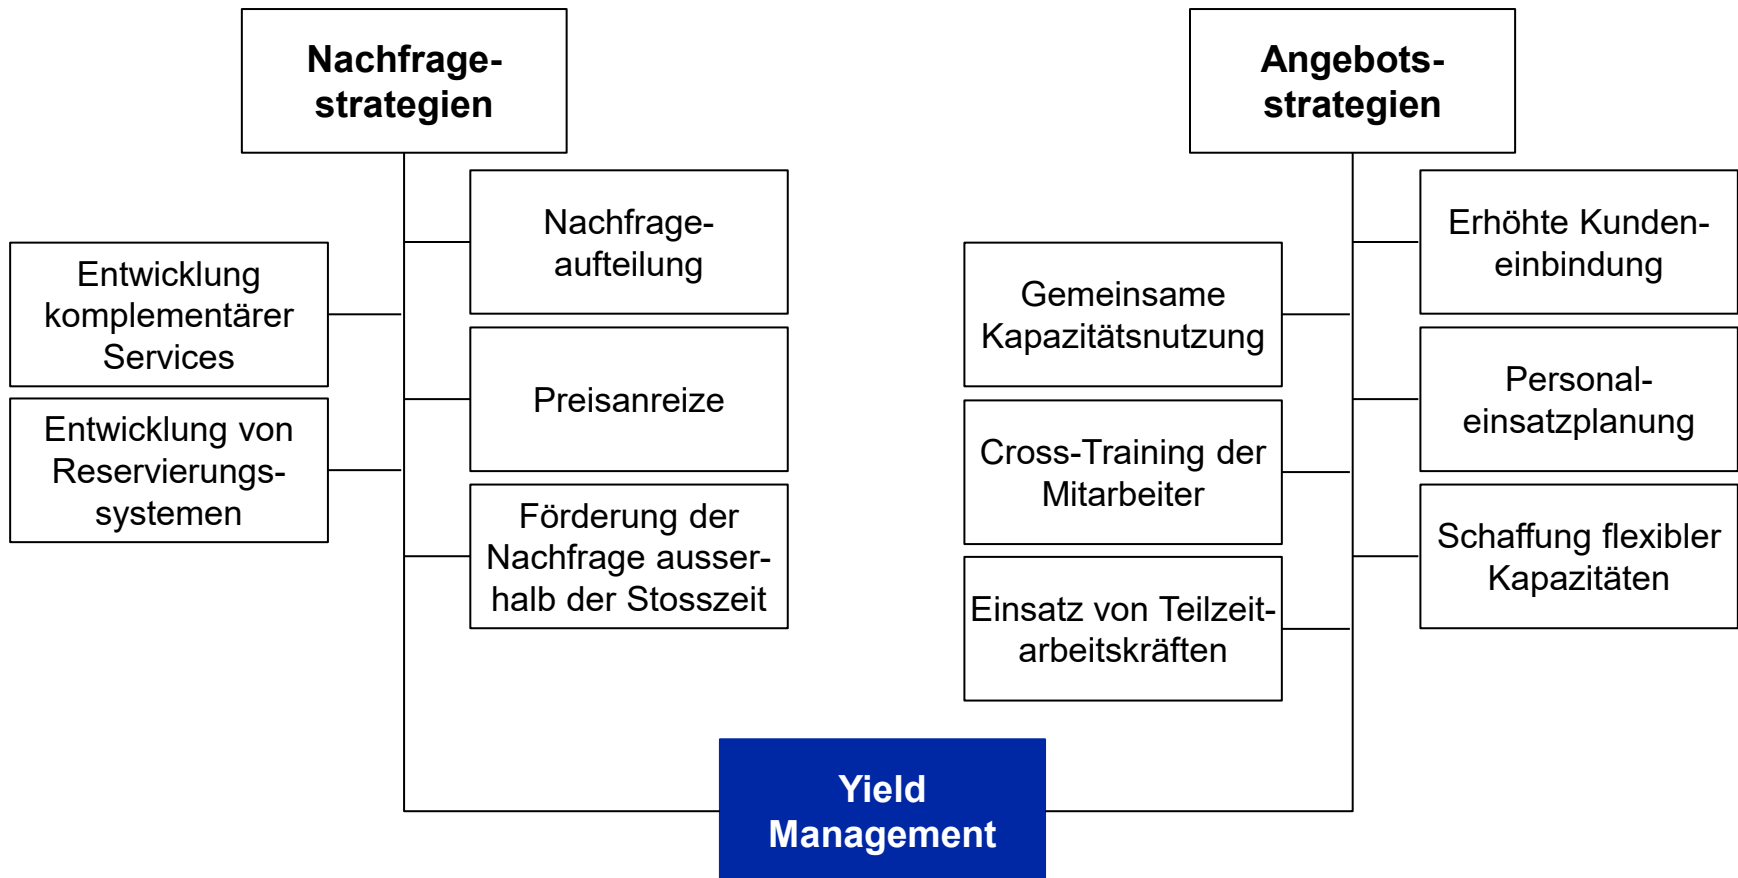 Nachfrage-
strategien
Entwicklung
komplementärer
Services
Entwicklung von
Reservierungs-
systemen
Nachfrage-
aufteilung
Preisanreize
Förderung der
Nachfrage ausser-
halb der Stosszeit
Angebots-
strategien
Gemeinsame
Kapazitätsnutzung
Cross-Training der
Mitarbeiter
Einsatz von Teilzeit-
arbeitskräften
Erhöhte Kunden-
einbindung
Personal-
einsatzplanung
Schaffung flexibler
Kapazitäten
Yield
Management